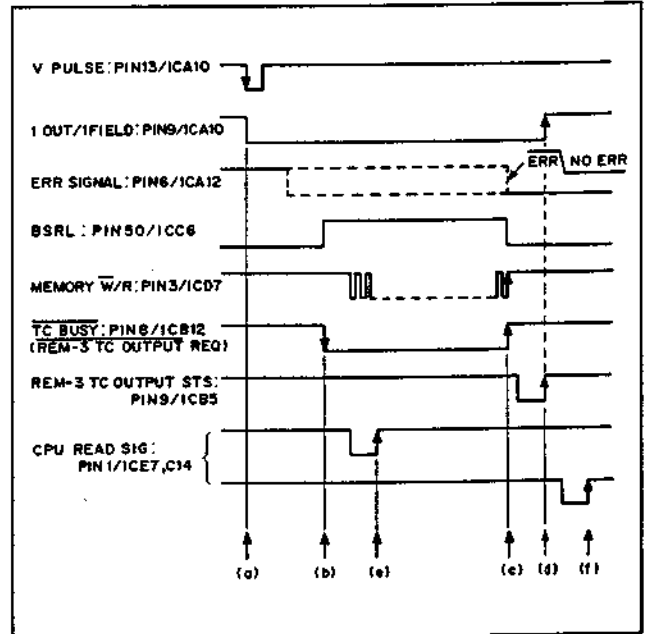 V PULSE:PIN13/ICA10
1 OUT/1FIELD:PIN9/ICA10
ERR NO ERR
ERR SIGNAL:PIN6/ICA12
BSRL : PIN50/ICC6
MEMORY W/R:PIN3/ICD7
TC BUSY:PIN8/ICB12
(REM-3 TC OUTPUT REQ)
REM-3 TC OUTPUT STS:
PIN9/ICB5
CPU READ SIG:
PIN1/ICE7,C14
(a) (b) (e) (c) (d) (f)